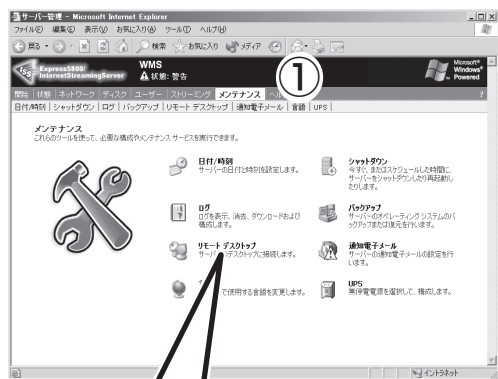 サーバー管理 - Microsoft Internet Explorer
ファイル(F) 編集(E) 表示(V) お気に入り(A) ツール(T) ヘルプ(H)
戻る 検索 お気に入り メディア
Express5800/
InternetStreamingServer
WMS
状態: 警告
Microsoft®
Windows®
Powered
開始 状態 ネットワーク ディスク ユーザー ストリーミング メンテナンス ?
日付/時刻 シャットダウン ログ バックアップ リモート デスクトップ 通知電子メール 言語 UPS
①
メンテナンス
これらのツールを使って、必要な構成やメンテナンス サービスを実行できます。
日付/時刻
サーバーの日付と時刻を設定します。
シャットダウン
今すぐ、またはスケジュールした時間に、
サーバーをシャットダウンしたり再起動し
たりします。
ログ
ログを表示、消去、ダウンロードおよび
構成します。
バックアップ
サーバーのオペレーティング システムのバ
ックアップまたは復元を行います。
リモート デスクトップ
サーバー デスクトップに接続します。
通知電子メール
サーバーの通知電子メールの設定を行
います。
で使用する言語を変更します。
UPS
無停電電源を選択して、構成します。
イントラネット